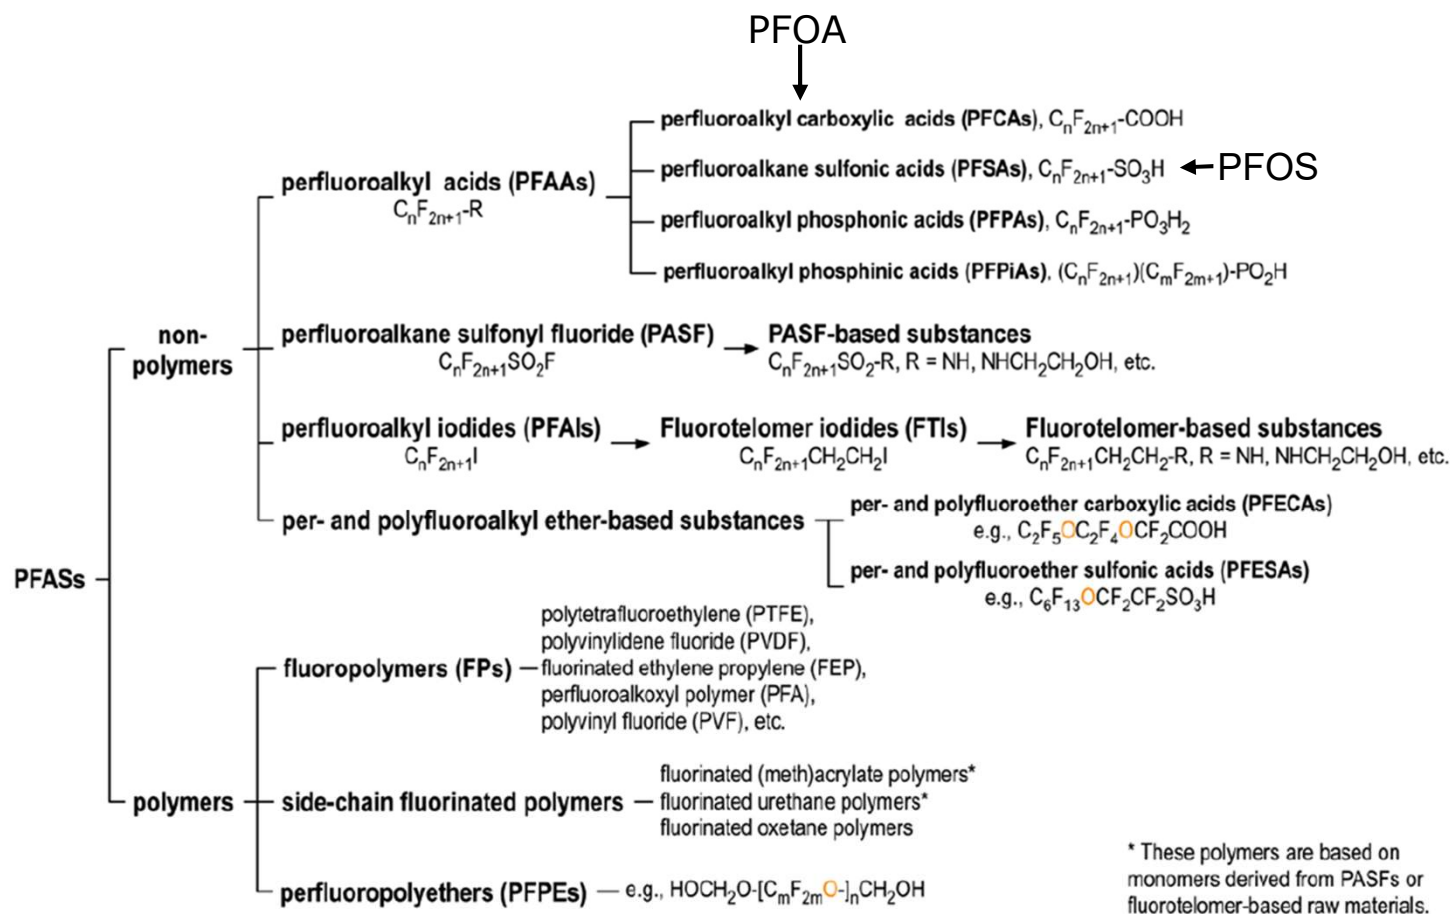 PFOA
perfluoroalkyl carboxylic acids (PFCAs), CnF2n+1-COOH
perfluoroalkyl acids (PFAAs)
CnF2n+1-R
perfluoroalkane sulfonic acids (PFSAs), CnF2n+1-SO3H
PFOS
perfluoroalkyl phosphonic acids (PFPAs), CnF2n+1-PO3H2
perfluoroalkyl phosphinic acids (PFPiAs), (CnF2n+1)(CmF2m+1)-PO2H
non-
polymers
perfluoroalkane sulfonyl fluoride (PASF)
CnF2n+1SO2F
PASF-based substances
CnF2n+1SO2-R, R = NH, NHCH2CH2OH, etc.
perfluoroalkyl iodides (PFAIs)
CnF2n+1I
Fluorotelomer iodides (FTIs)
CnF2n+1CH2CH2I
Fluorotelomer-based substances
CnF2n+1CH2CH2-R, R = NH, NHCH2CH2OH, etc.
per- and polyfluoroalkyl ether-based substances
per- and polyfluoroether carboxylic acids (PFECAs)
e.g., C2F5OC2F4OCF2COOH
per- and polyfluoroether sulfonic acids (PFESAs)
e.g., C6F13OCF2CF2SO3H
PFASs
fluoropolymers (FPs)
polytetrafluoroethylene (PTFE),
polyvinylidene fluoride (PVDF),
fluorinated ethylene propylene (FEP),
perfluoroalkoxyl polymer (PFA),
polyvinyl fluoride (PVF), etc.
polymers
side-chain fluorinated polymers
fluorinated (meth)acrylate polymers*
fluorinated urethane polymers*
fluorinated oxetane polymers
perfluoropolyethers (PFPEs)
e.g., HOCH2O-[CmF2mO-]nCH2OH
* These polymers are based on
monomers derived from PASFs or
fluorotelomer-based raw materials.